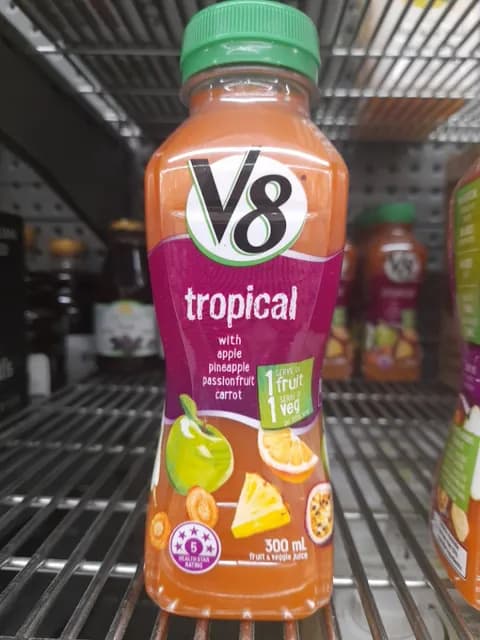 V8
tropical
with
apple
pineapple
passionfruit
carrot
1 SERVE OF fruit
1 SERVE OF veg
5
HEALTH STAR
RATING
300 mL
fruit & veggie juice
V8